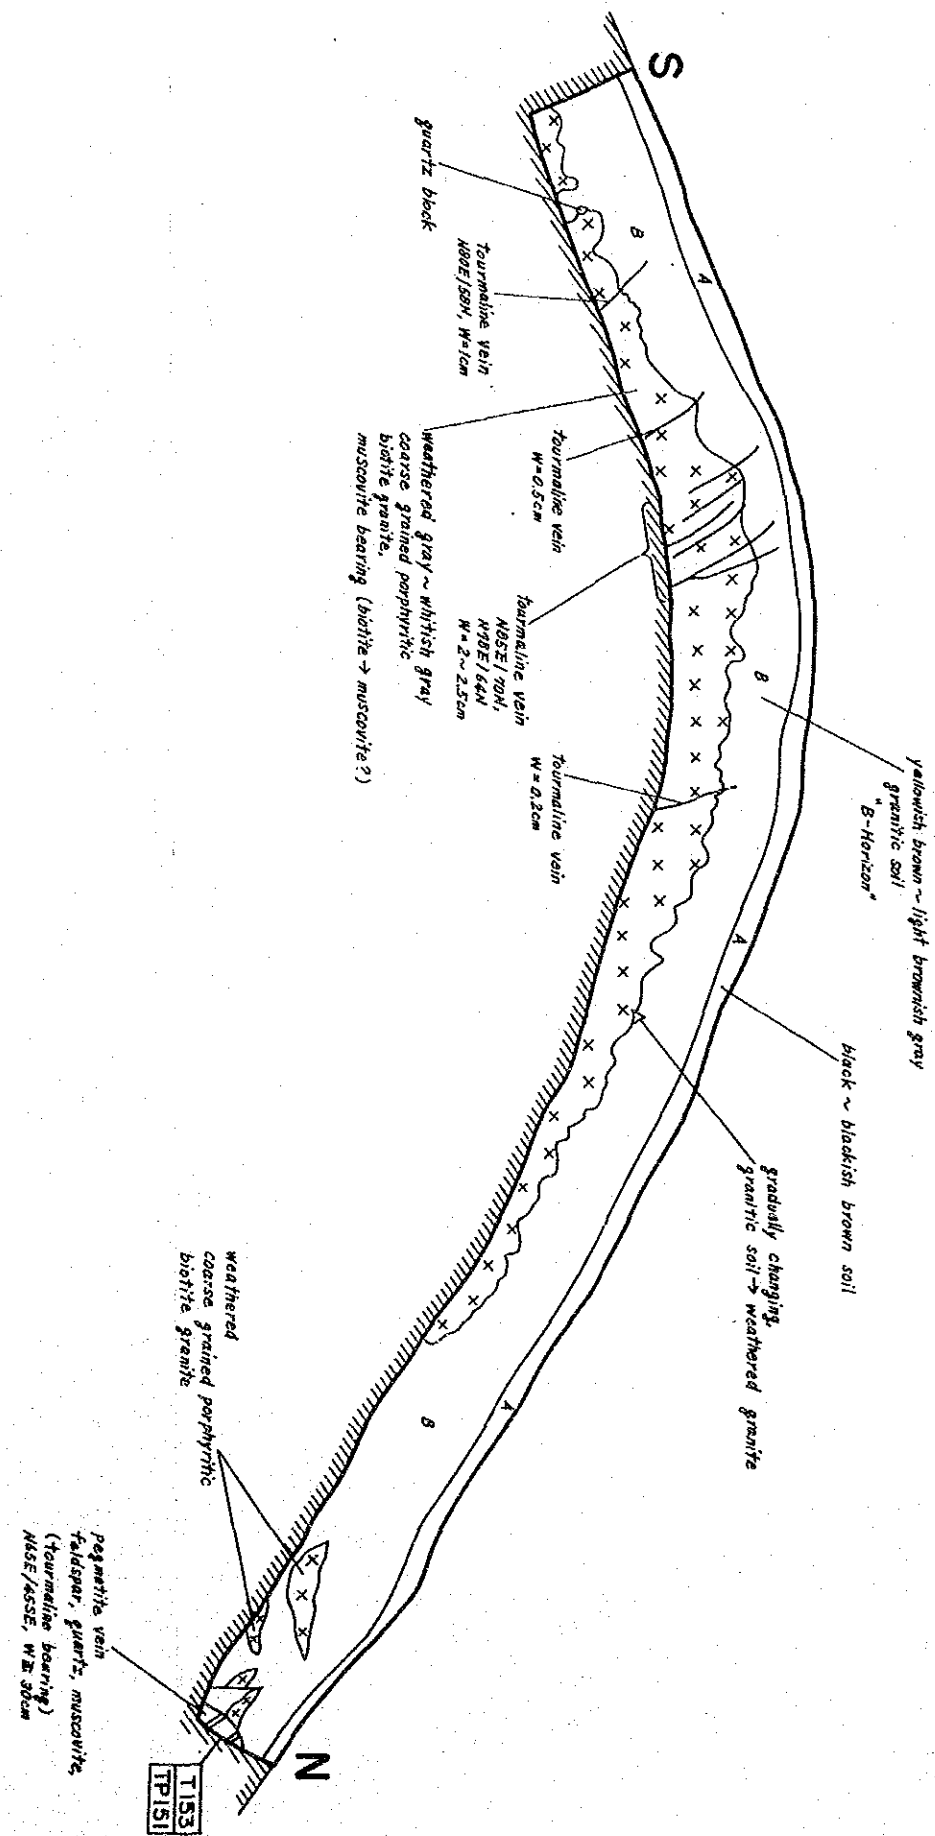 S
A
B
quartz block
tourmaline vein
N80E/58N, W=1cm
tourmaline vein
W=0.5cm
weathered gray ~ whitish gray
coarse grained porphyritic
biotite granite,
muscovite bearing (biotite → muscovite?)
tourmaline vein
N85E/70N,
N78E/64N
W=2~2.5cm
tourmaline vein
W=0.2cm
B
yellowish brown ~ light brownish gray
granitic soil
"B-Horizon"
A
black ~ blackish brown soil
gradually changing,
granitic soil → weathered granite
A
B
weathered
coarse grained porphyritic
biotite granite
pegmatite vein
feldspar, quartz, muscovite,
(tourmaline bearing)
N65E/45SE, 30cm
N
T153
TP151